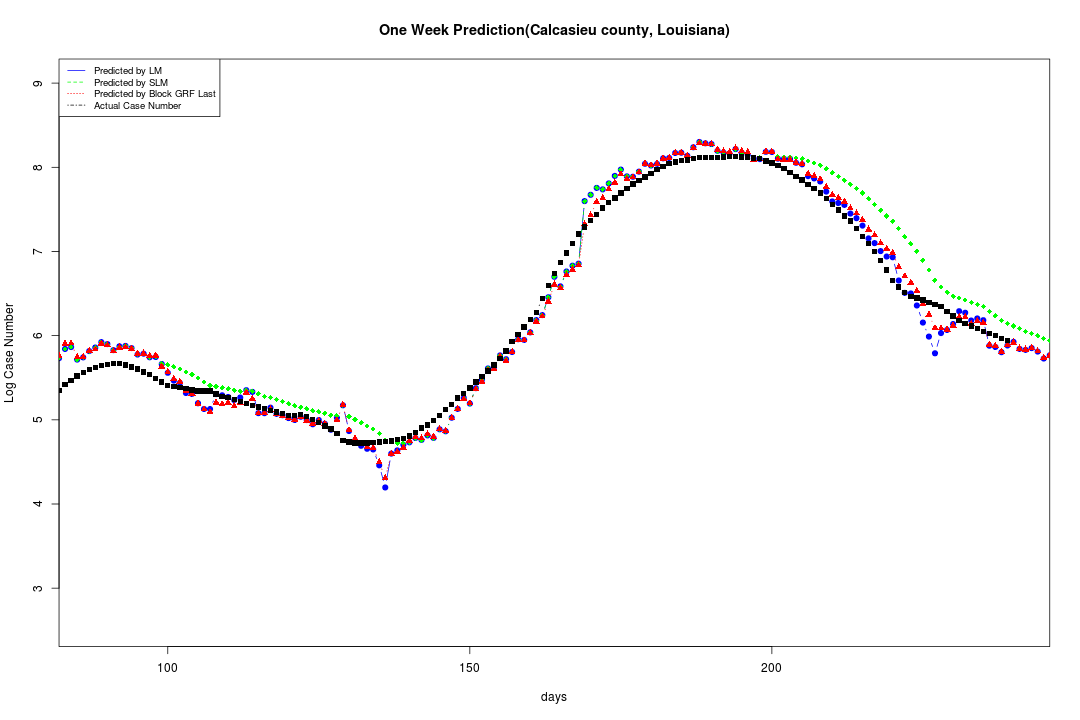 One Week Prediction(Calcasieu county, Louisiana)
Predicted by LM
Predicted by SLM
Predicted by Block GRF Last
Actual Case Number
9
8
7
6
5
4
3
Log Case Number
100
150
200
days